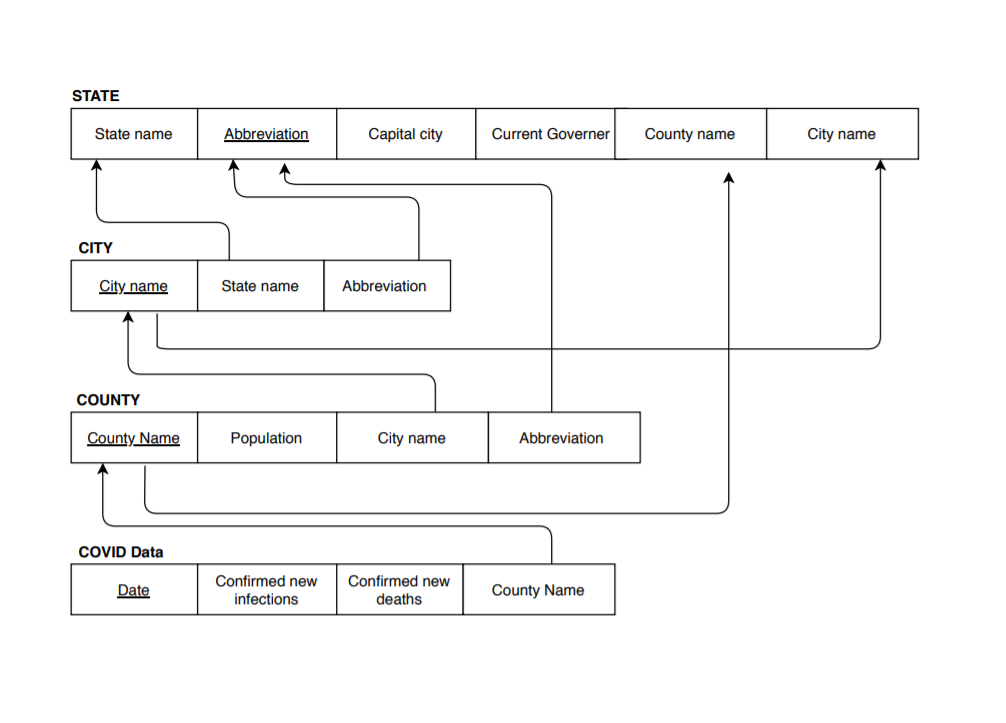 STATE
State name Abbreviation Capital city Current Governer County name City name
CITY
City name State name Abbreviation
COUNTY
County Name Population City name Abbreviation
COVID Data
Date Confirmed new infections Confirmed new deaths County Name